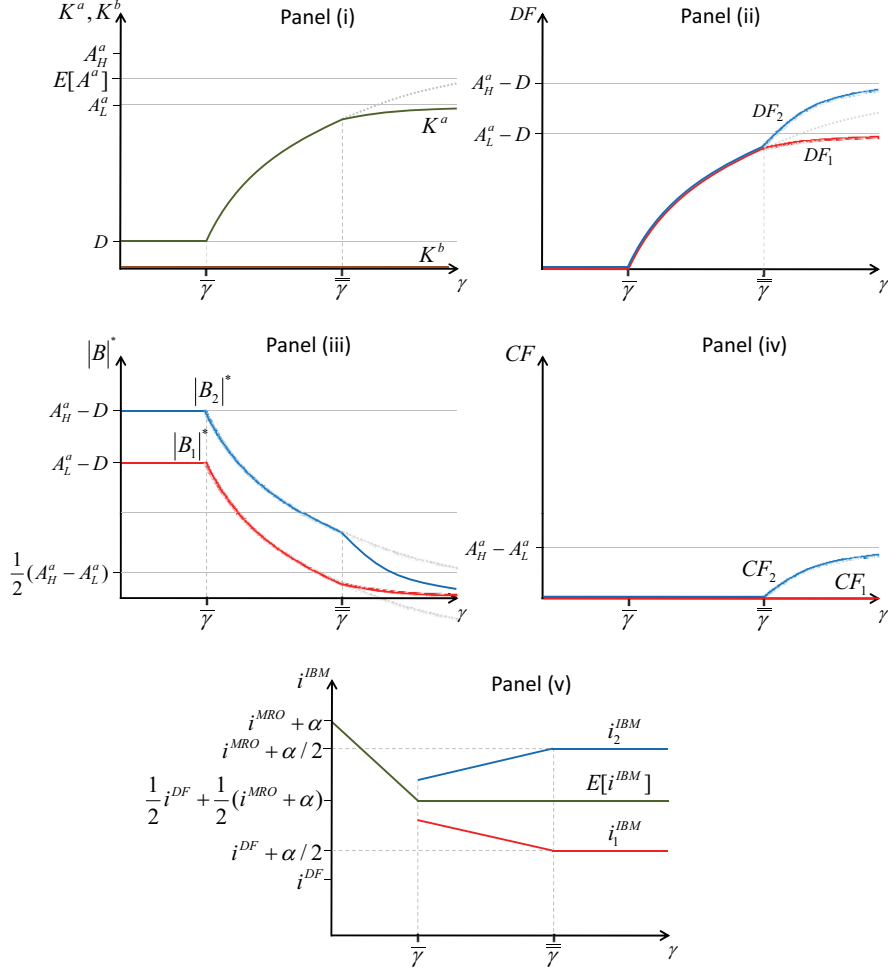 Panel (i)
K^a, K^b
A_H^a
E[A^a]
A_L^a
K^a
D
K^b
γ̅
γ̿
γ
Panel (ii)
DF
A_H^a − D
DF_2
A_L^a − D
DF_1
γ̅
γ̿
γ
Panel (iii)
|B|^*
|B_2|^*
A_H^a − D
|B_1|^*
A_L^a − D
1/2 (A_H^a − A_L^a)
γ̅
γ̿
γ
Panel (iv)
CF
A_H^a − A_L^a
CF_2
CF_1
γ̅
γ̿
γ
Panel (v)
i^{IBM}
i^{MRO} + α
i_2^{IBM}
i^{MRO} + α / 2
E[i^{IBM}]
1/2 i^{DF} + 1/2 (i^{MRO} + α)
i_1^{IBM}
i^{DF} + α / 2
i^{DF}
γ̅
γ̿
γ